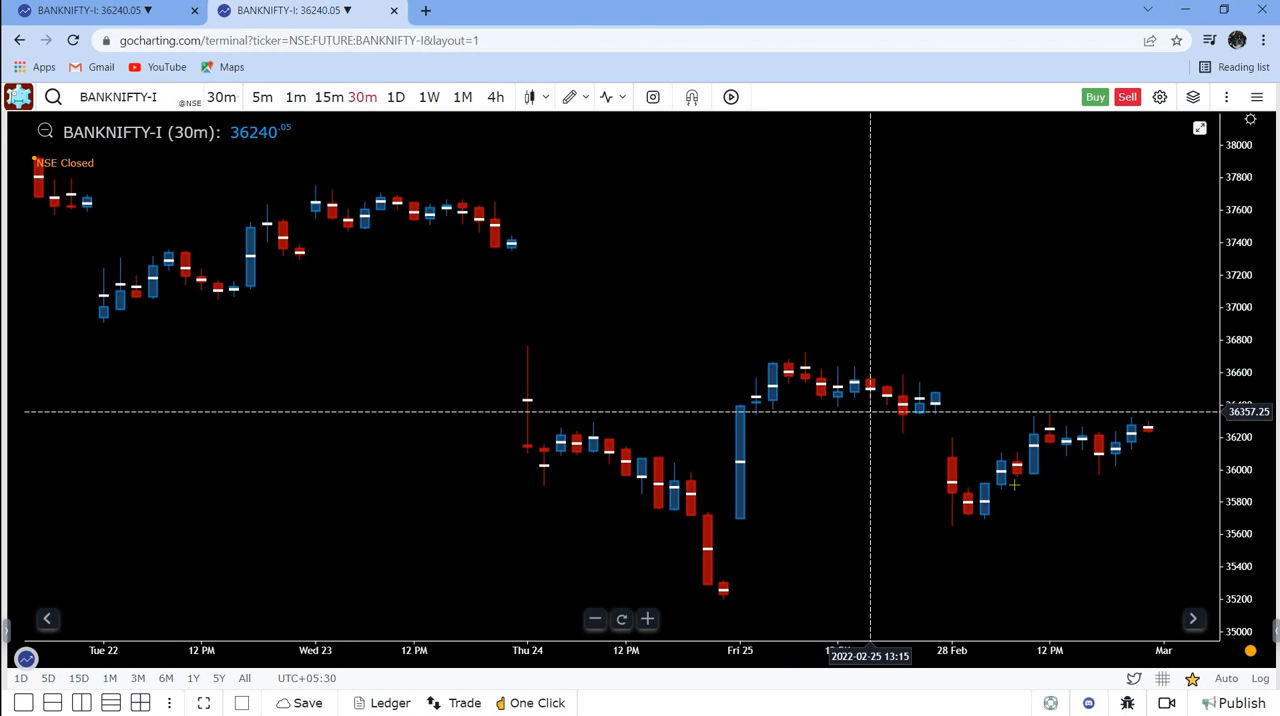 BANKNIFTY-I: 36240.05 ▼
BANKNIFTY-I: 36240.05 ▼
gocharting.com/terminal?ticker=NSE:FUTURE:BANKNIFTY-I&layout=1
Apps Gmail YouTube Maps Reading list
BANKNIFTY-I @NSE 30m 5m 1m 15m 30m 1D 1W 1M 4h Buy Sell
BANKNIFTY-I (30m): 36240.05
NSE Closed
38000
37800
37600
37400
37200
37000
36800
36600
36357.25
36200
36000
35800
35600
35400
35200
35000
Tue 22 12 PM Wed 23 12 PM Thu 24 12 PM Fri 25 28 Feb 12 PM Mar
2022-02-25 13:15
1D 5D 15D 1M 3M 6M 1Y 5Y All UTC+05:30 Auto Log
Save Ledger Trade One Click Publish